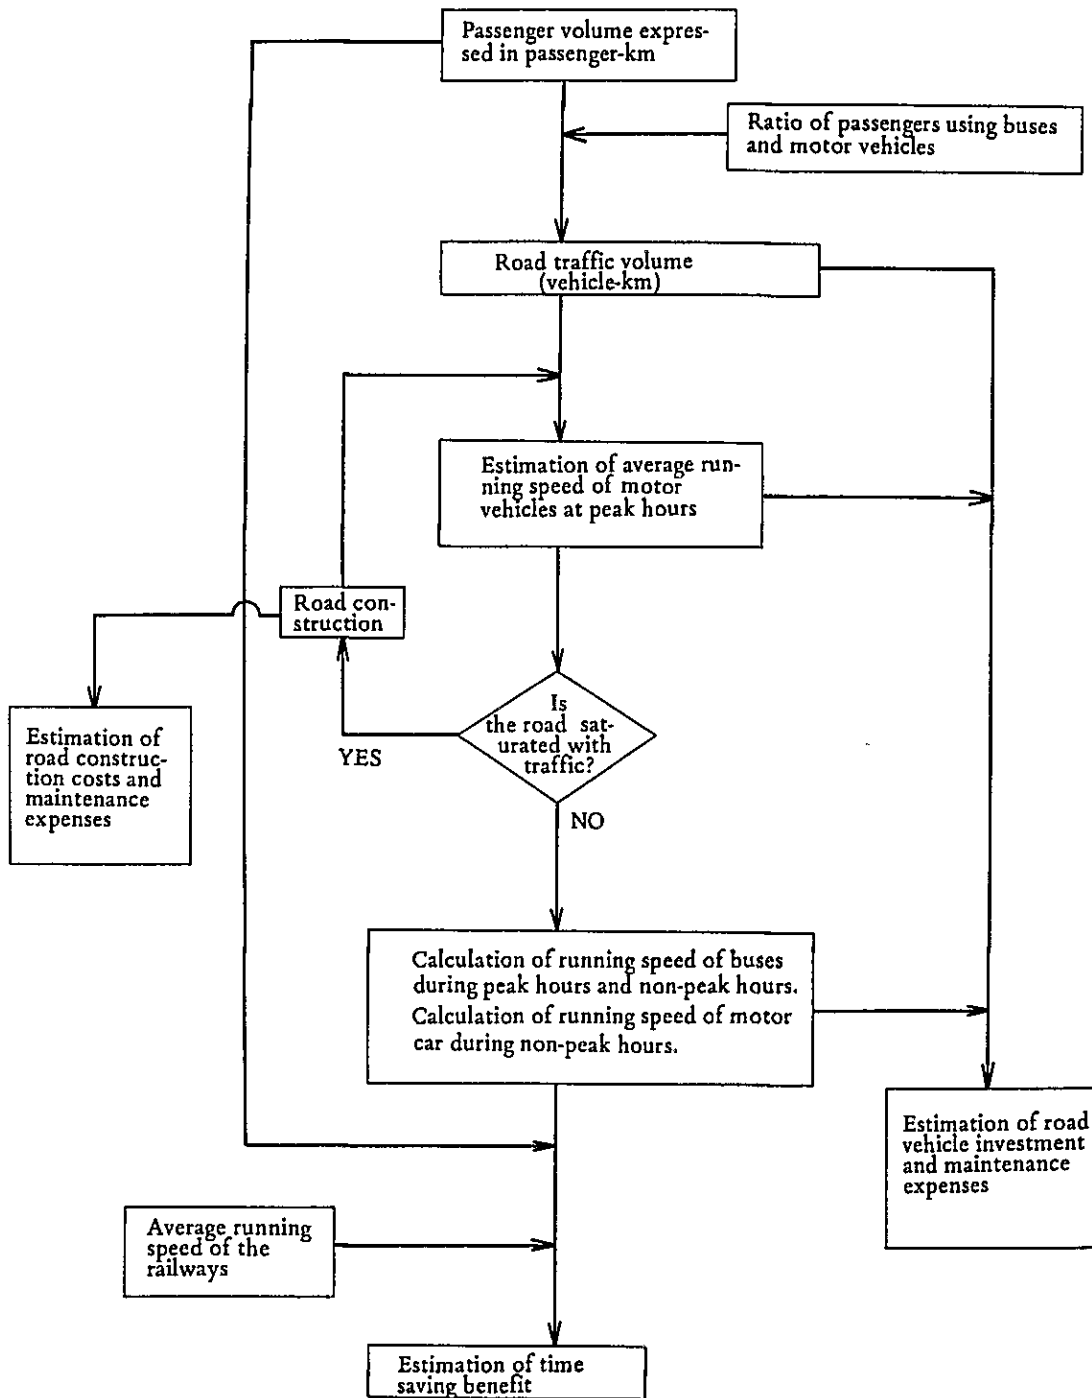 Passenger volume expres-
sed in passenger-km
Ratio of passengers using buses
and motor vehicles
Road traffic volume
(vehicle-km)
Estimation of average run-
ning speed of motor
vehicles at peak hours
Road con-
struction
Is
the road sat-
urated with
traffic?
YES
NO
Estimation of
road construc-
tion costs and
maintenance
expenses
Calculation of running speed of buses
during peak hours and non-peak hours.
Calculation of running speed of motor
car during non-peak hours.
Estimation of road
vehicle investment
and maintenance
expenses
Average running
speed of the
railways
Estimation of time
saving benefit